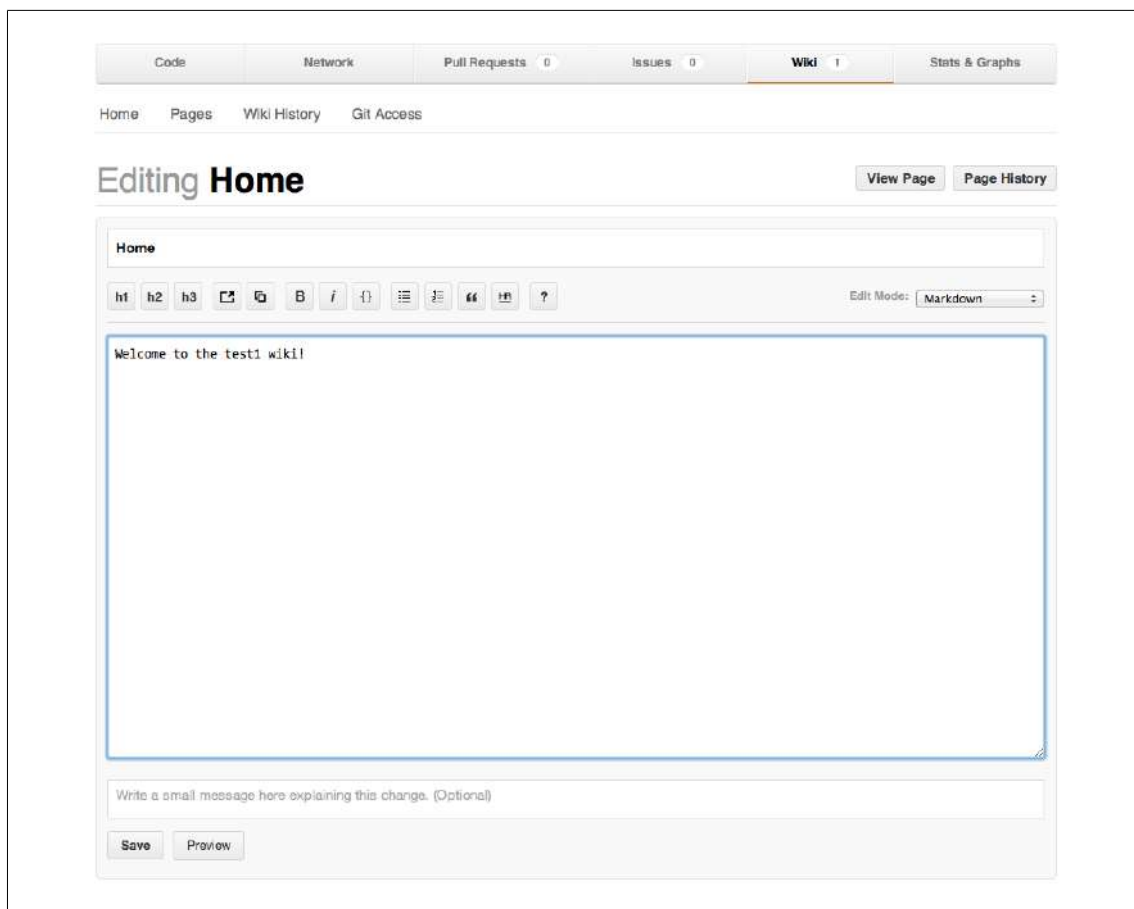 Code Network Pull Requests 0 Issues 0 Wiki 1 Stats & Graphs
Home Pages Wiki History Git Access
Editing Home View Page Page History
Home
h1 h2 h3 B i {} “ HR ? Edit Mode: Markdown
Welcome to the test1 wiki!
Write a small message here explaining this change. (Optional)
Save Preview